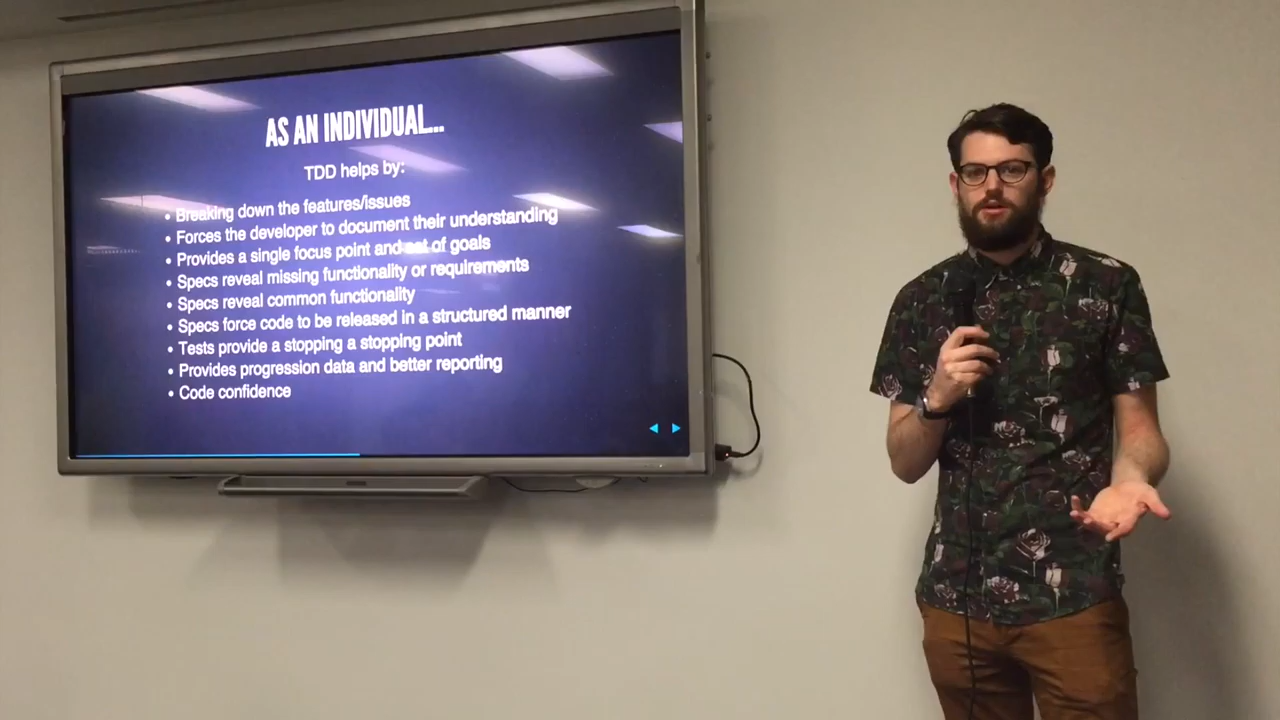 AS AN INDIVIDUAL...
TDD helps by:
• Breaking down the features/issues
• Forces the developer to document their understanding
• Provides a single focus point and set of goals
• Specs reveal missing functionality or requirements
• Specs reveal common functionality
• Specs force code to be released in a structured manner
• Tests provide a stopping a stopping point
• Provides progression data and better reporting
• Code confidence